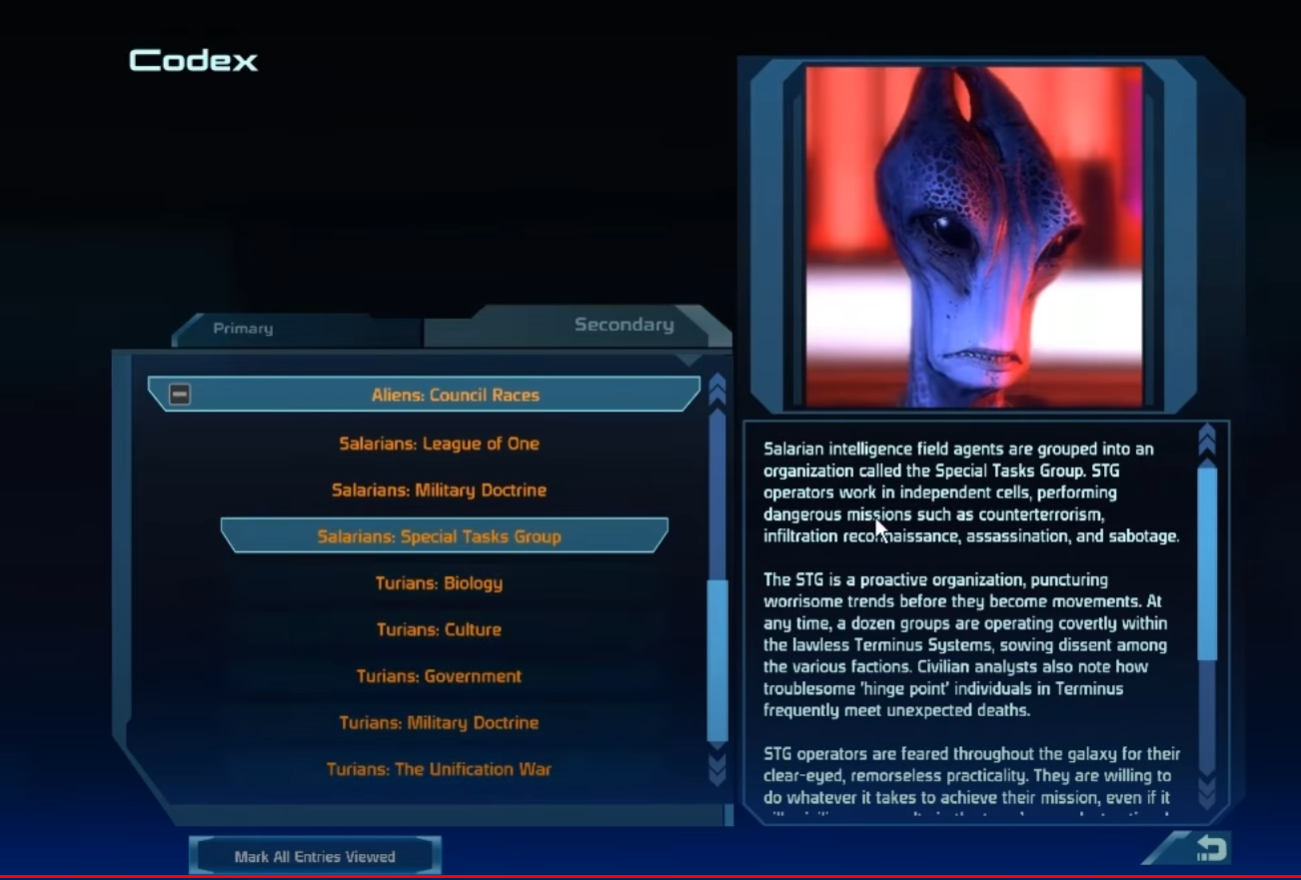 Codex
Primary
Secondary
Aliens: Council Races
Salarians: League of One
Salarians: Military Doctrine
Salarians: Special Tasks Group
Turians: Biology
Turians: Culture
Turians: Government
Turians: Military Doctrine
Turians: The Unification War
Mark All Entries Viewed
Salarian intelligence field agents are grouped into an
organization called the Special Tasks Group. STG
operators work in independent cells, performing
dangerous missions such as counterterrorism,
infiltration reconnaissance, assassination, and sabotage.
The STG is a proactive organization, puncturing
worrisome trends before they become movements. At
any time, a dozen groups are operating covertly within
the lawless Terminus Systems, sowing dissent among
the various factions. Civilian analysts also note how
troublesome 'hinge point' individuals in Terminus
frequently meet unexpected deaths.
STG operators are feared throughout the galaxy for their
clear-eyed, remorseless practicality. They are willing to
do whatever it takes to achieve their mission, even if it